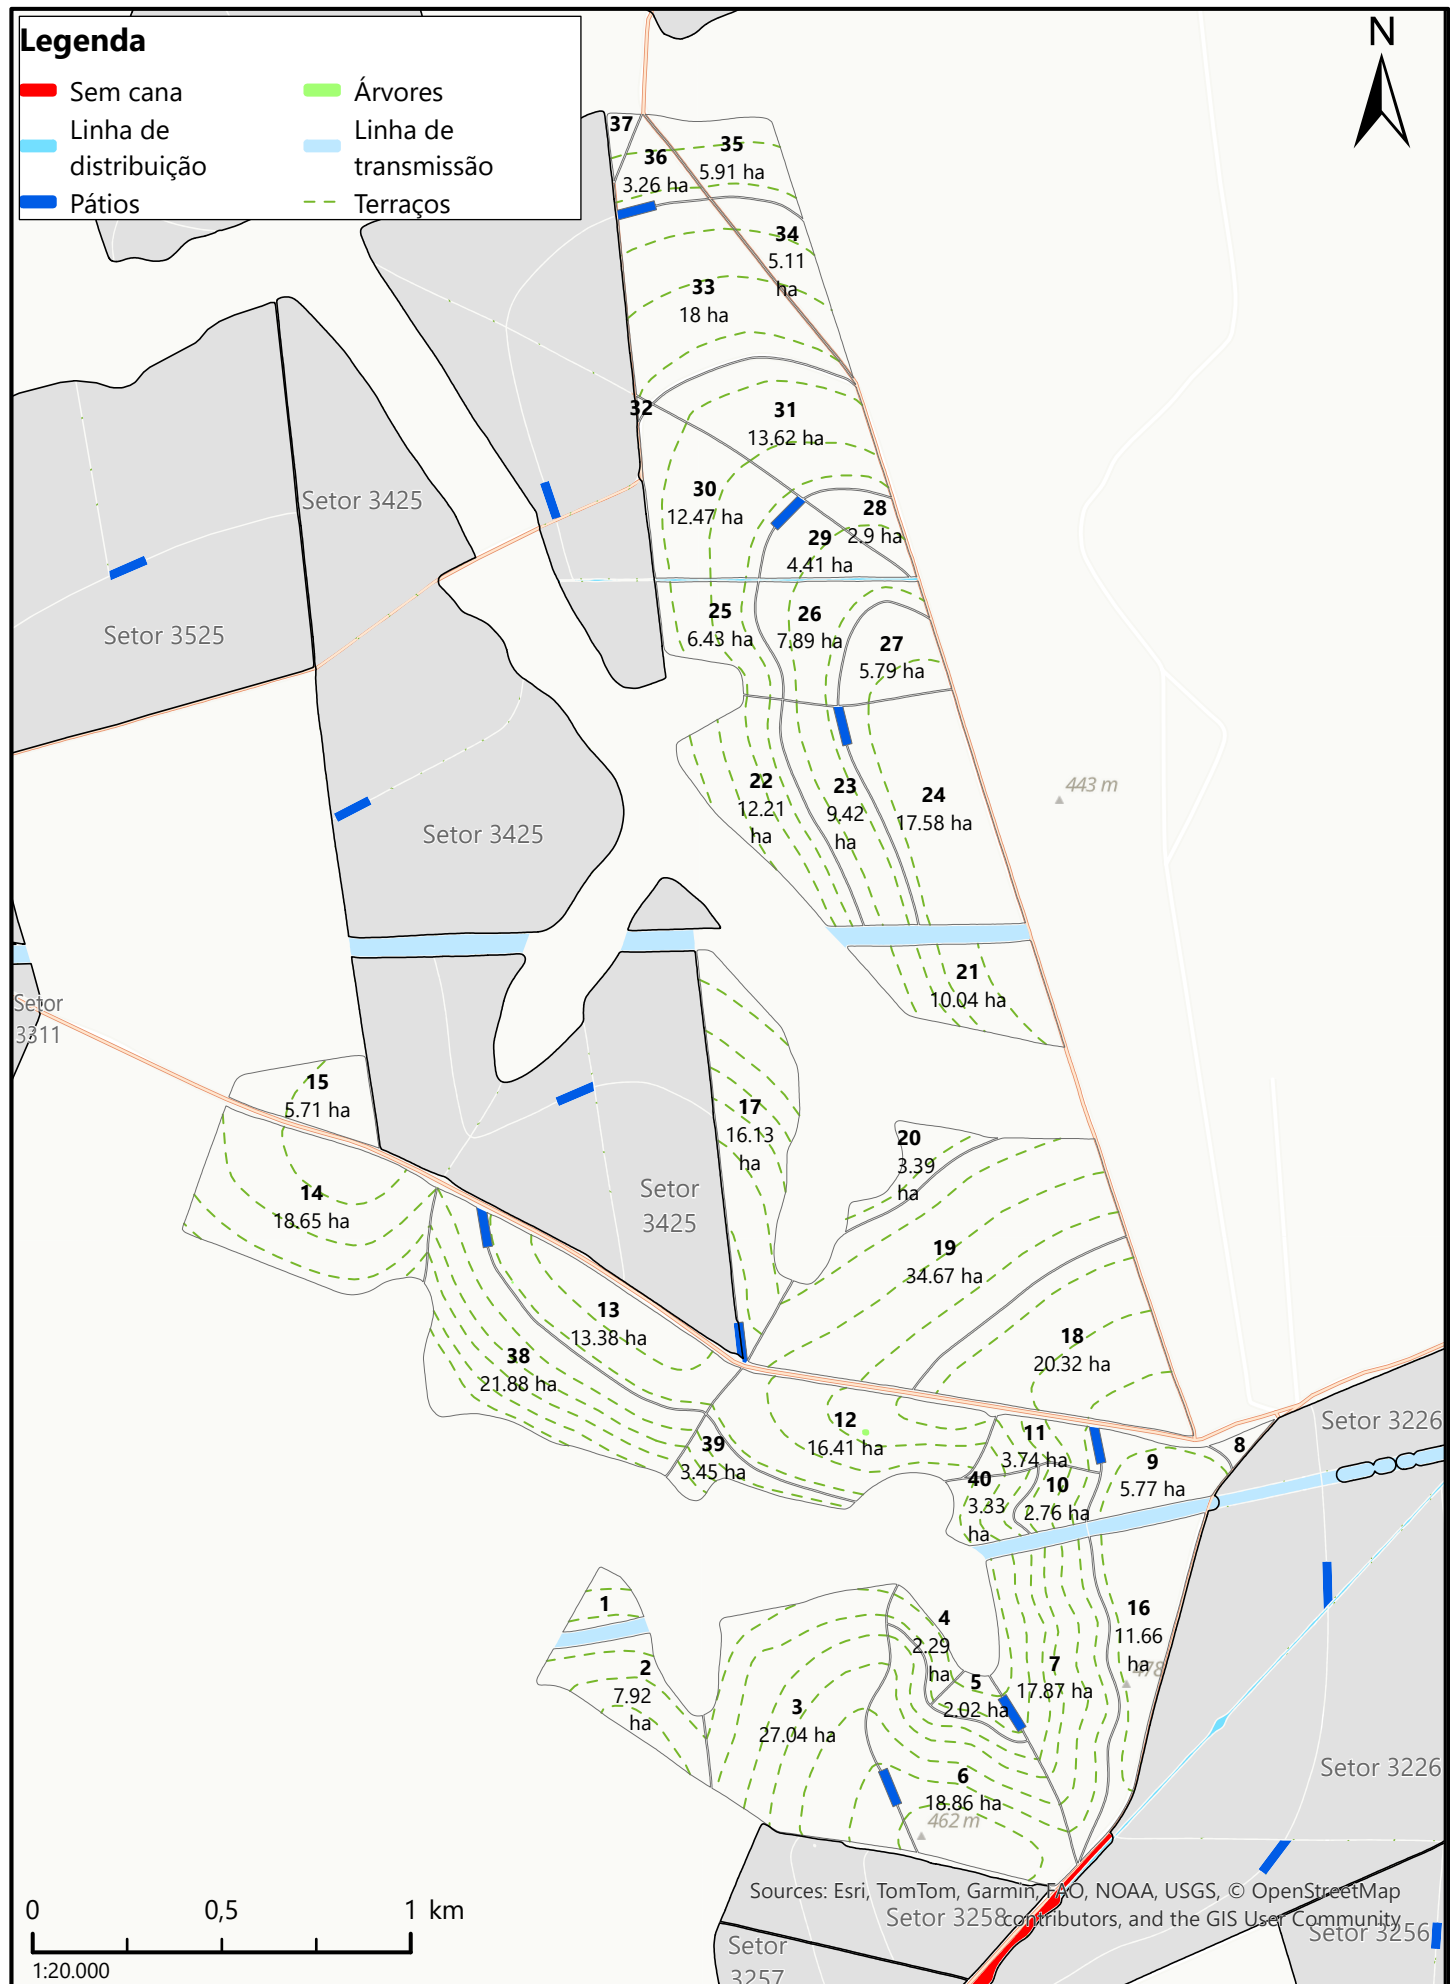 Legenda
Sem cana
Árvores
Linha de
distribuição
Linha de
transmissão
Pátios
Terraços
N
37
36
3.26 ha
35
5.91 ha
34
5.11
ha
33
18 ha
32
31
13.62 ha
30
12.47 ha
28
2.9 ha
29
4.41 ha
Setor 3425
Setor 3525
25
6.43 ha
26
7.89 ha
27
5.79 ha
22
12.21
ha
23
9.42
ha
24
17.58 ha
443 m
Setor 3425
21
10.04 ha
Setor
3311
15
5.71 ha
17
16.13
ha
20
3.39
ha
14
18.65 ha
Setor
3425
19
34.67 ha
13
13.38 ha
18
20.32 ha
38
21.88 ha
12
16.41 ha
39
3.45 ha
11
3.74 ha
40
3.33
ha
10
2.76 ha
9
5.77 ha
8
Setor 3226
1
2
7.92
ha
4
2.29
ha
5
2.02 ha
7
17.87 ha
16
11.66
ha
478
3
27.04 ha
6
18.86 ha
462 m
Setor 3226
0
0,5
1 km
1:20.000
Sources: Esri, TomTom, Garmin, FAO, NOAA, USGS, © OpenStreetMap
contributors, and the GIS User Community
Setor 3258
Setor 3256
Setor
3257